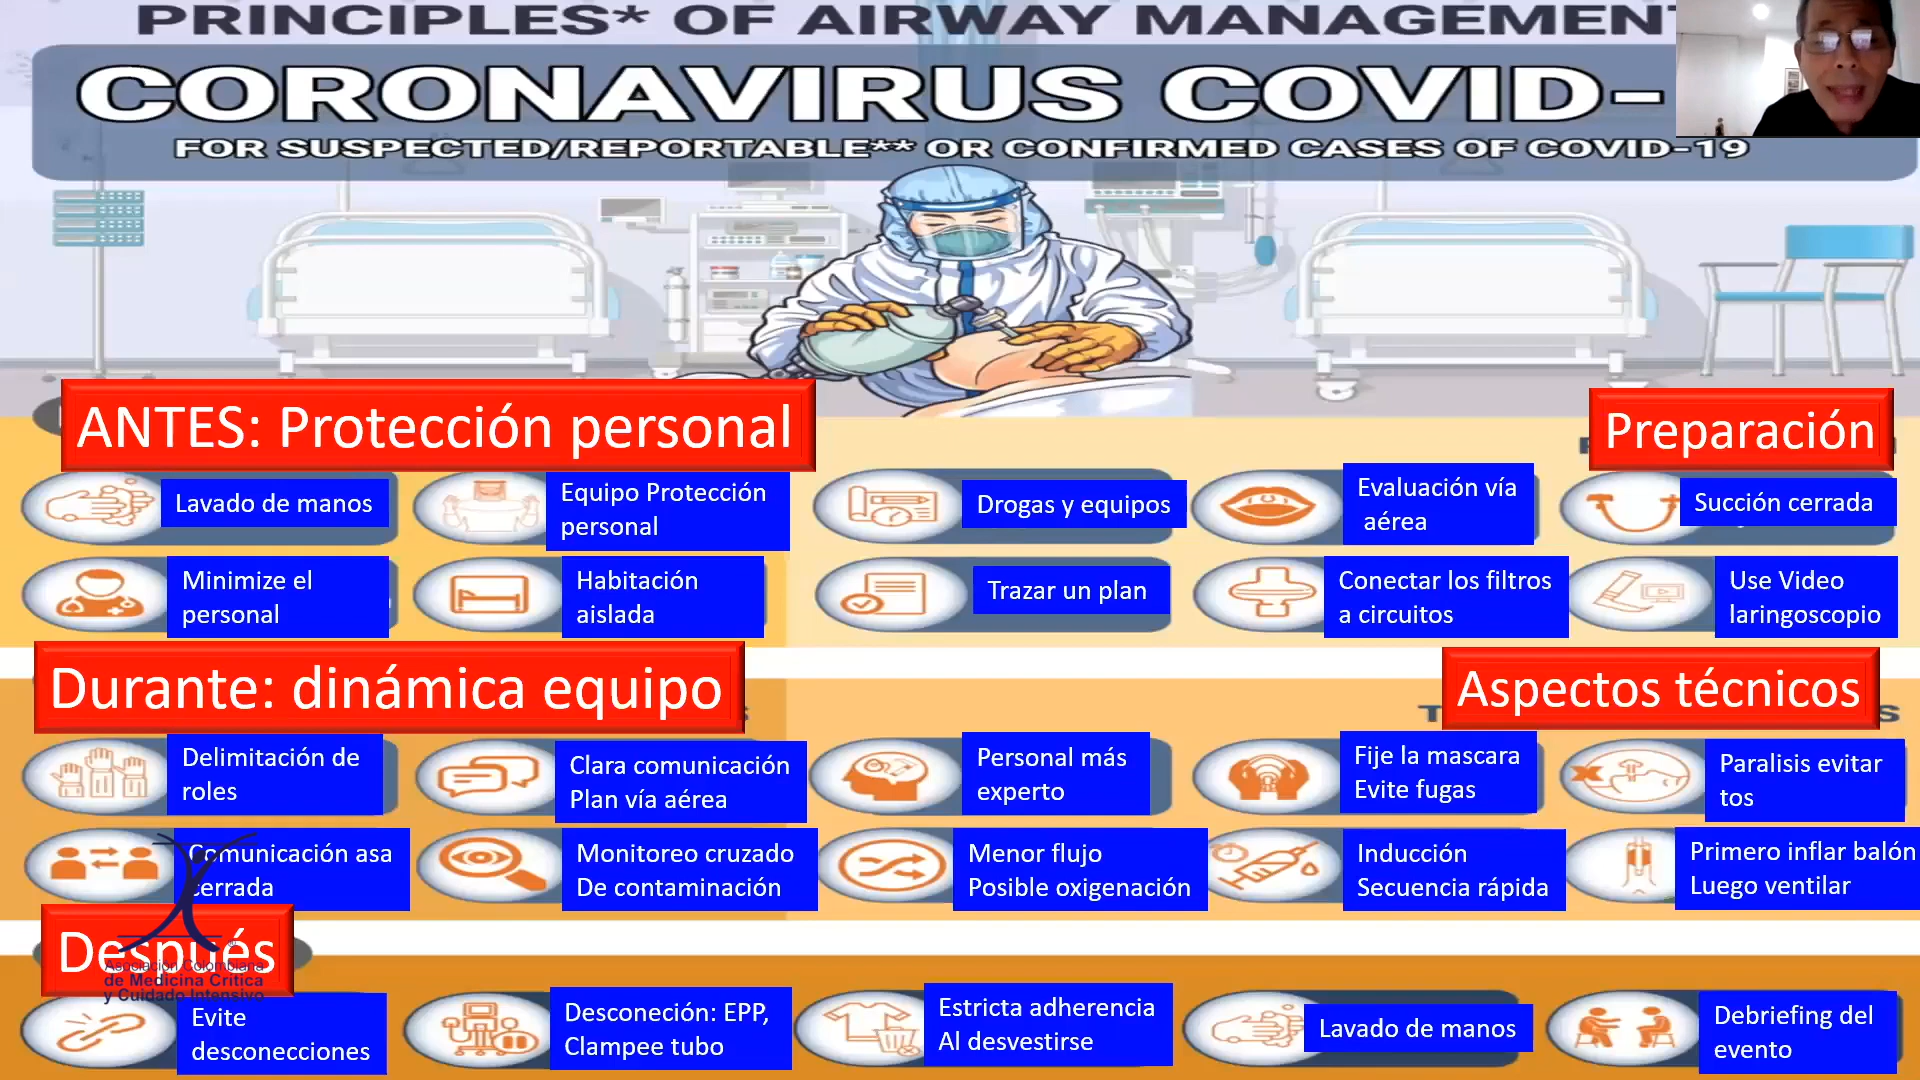 PRINCIPLES* OF AIRWAY MANAGEMENT
CORONAVIRUS COVID-
FOR SUSPECTED/REPORTABLE** OR CONFIRMED CASES OF COVID-19
ANTES: Protección personal
Preparación
Lavado de manos
Equipo Protección
personal
Drogas y equipos
Evaluación vía
aérea
Succión cerrada
Minimize el
personal
Habitación
aislada
Trazar un plan
Conectar los filtros
a circuitos
Use Video
laringoscopio
Durante: dinámica equipo
Aspectos técnicos
Delimitación de
roles
Clara comunicación
Plan vía aérea
Personal más
experto
Fije la mascara
Evite fugas
Paralisis evitar
tos
Comunicación asa
cerrada
Monitoreo cruzado
De contaminación
Menor flujo
Posible oxigenación
Inducción
Secuencia rápida
Primero inflar balón
Luego ventilar
Después
Asociación Colombiana
de Medicina Crítica
y Cuidado Intensivo
Evite
desconecciones
Desconeción: EPP,
Clampee tubo
Estricta adherencia
Al desvestirse
Lavado de manos
Debriefing del
evento